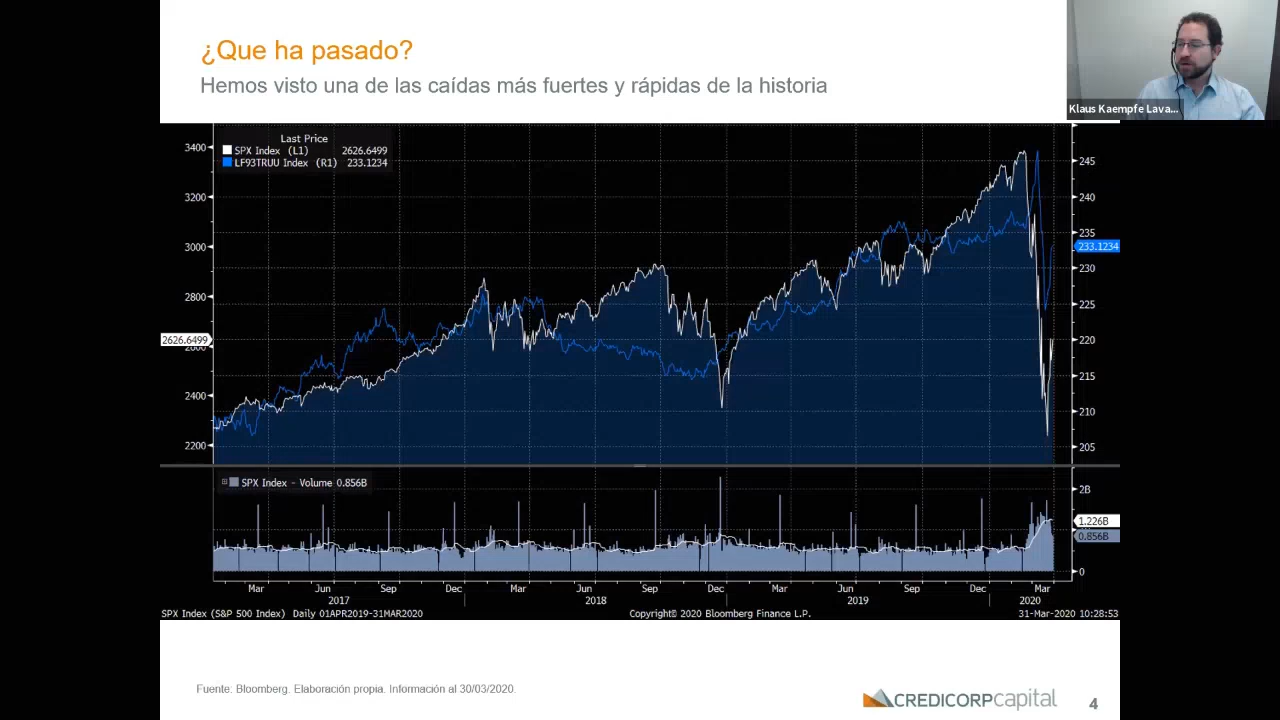 ¿Que ha pasado?
Hemos visto una de las caídas más fuertes y rápidas de la historia
Klaus Kaempfe Lava...
Last Price
SPX Index (L1) 2626.6499
LF93TRUU Index (R1) 233.1234
3400
3200
3000
2800
2626.6499
2600
2400
2200
245
240
235
233.1234
230
225
220
215
210
205
SPX Index - Volume 0.856B
2B
1.226B
0.856B
0
Mar Jun Sep Dec Mar Jun Sep Dec Mar Jun Sep Dec Mar
2017 2018 2019 2020
SPX Index (S&P 500 Index) Daily 01APR2019-31MAR2020 Copyright© 2020 Bloomberg Finance L.P. 31-Mar-2020 10:28:53
Fuente: Bloomberg. Elaboración propia. Información al 30/03/2020.
CREDICORPcapital
4